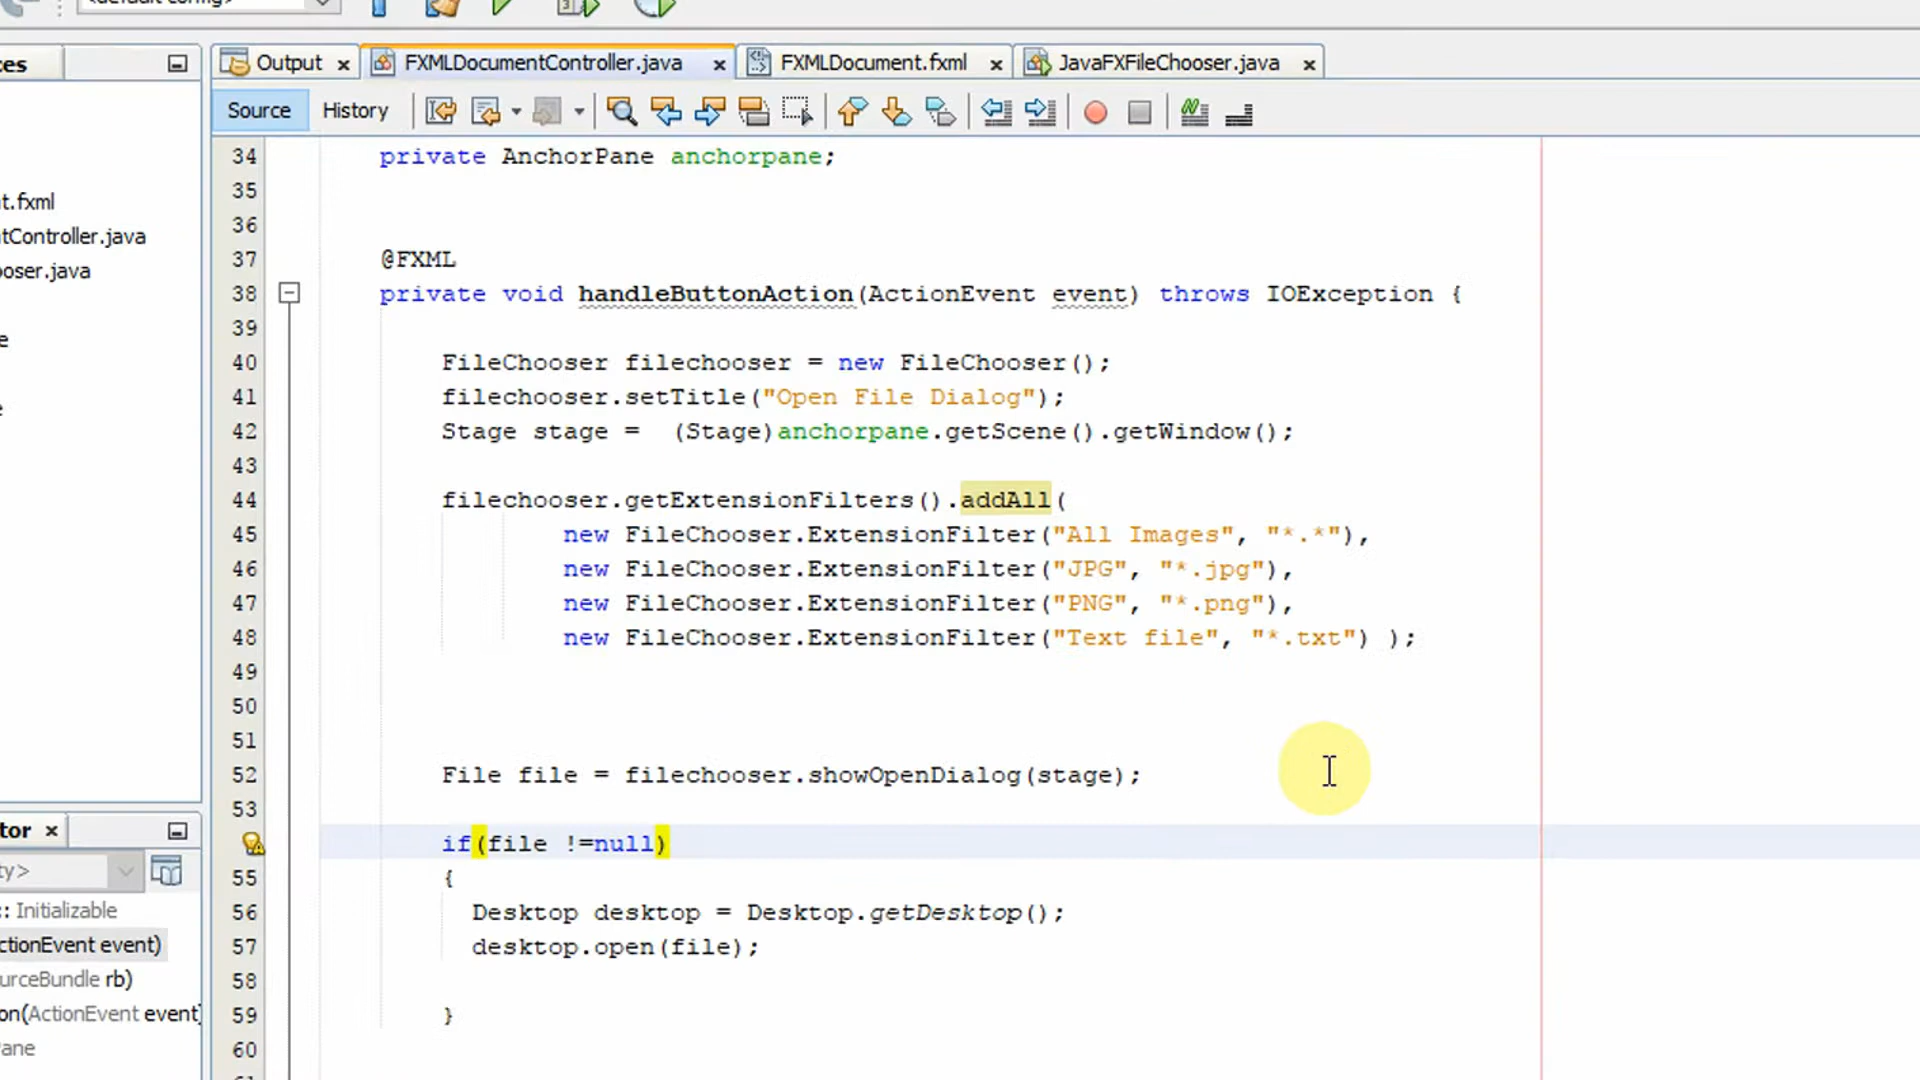 <default config>
ces
Output
FXMLDocumentController.java
FXMLDocument.fxml
JavaFXFileChooser.java
Source
History
t.fxml
tController.java
oser.java
e
e
tor
ty>
:: Initializable
ctionEvent event)
urceBundle rb)
on(ActionEvent event)
Pane
34 private AnchorPane anchorpane;
35
36
37 @FXML
38 private void handleButtonAction(ActionEvent event) throws IOException {
39
40 FileChooser filechooser = new FileChooser();
41 filechooser.setTitle("Open File Dialog");
42 Stage stage = (Stage)anchorpane.getScene().getWindow();
43
44 filechooser.getExtensionFilters().addAll(
45 new FileChooser.ExtensionFilter("All Images", "*.*"),
46 new FileChooser.ExtensionFilter("JPG", "*.jpg"),
47 new FileChooser.ExtensionFilter("PNG", "*.png"),
48 new FileChooser.ExtensionFilter("Text file", "*.txt") );
49
50
51
52 File file = filechooser.showOpenDialog(stage);
53
if(file !=null)
55 {
56 Desktop desktop = Desktop.getDesktop();
57 desktop.open(file);
58
59 }
60